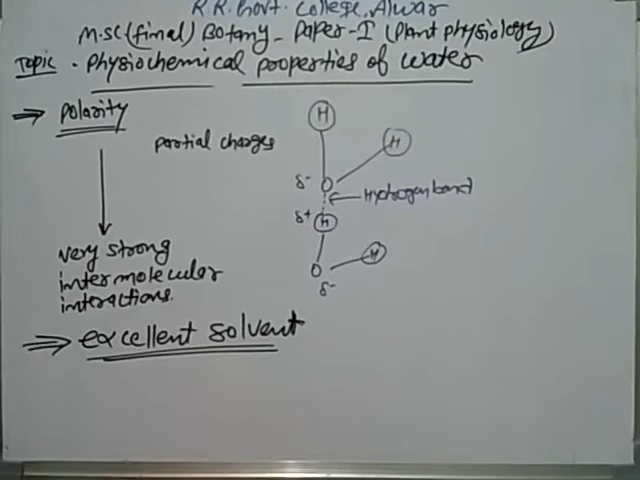 R.R. Govt. College, Alwar
M.SC (final) Botany - Paper-I (Plant physiology)
Topic - Physiochemical properties of water
⇒ polarity
partial charges
H
H
δ-
O
Hydrogen bond
δ+
H
O
H
δ-
very strong
intermolecular
interactions.
⇒ excellent solvent